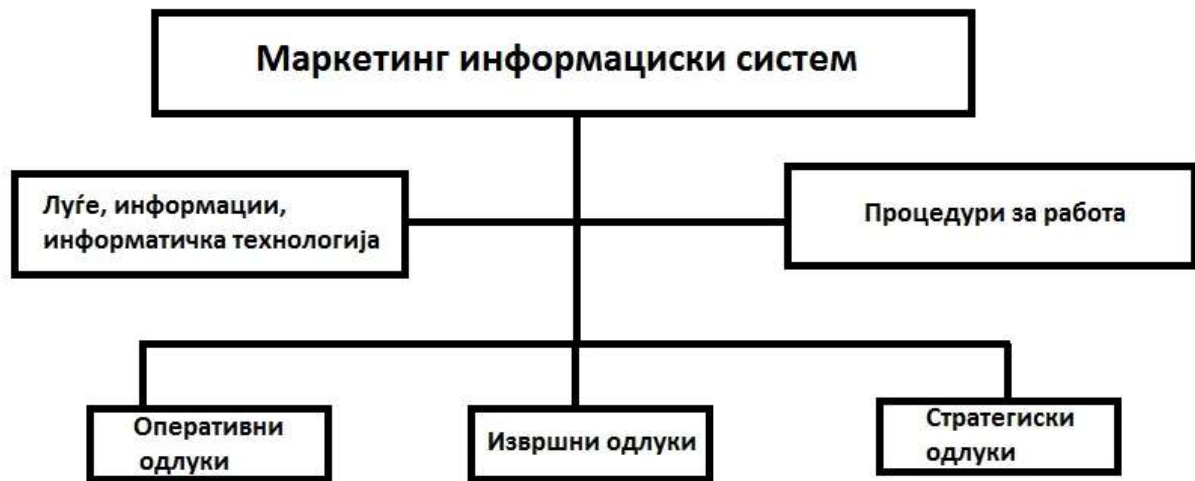 Маркетинг информациски систем
Луѓе, информации,
информатичка технологија
Процедури за работа
Оперативни
одлуки
Извршни одлуки
Стратегиски
одлуки